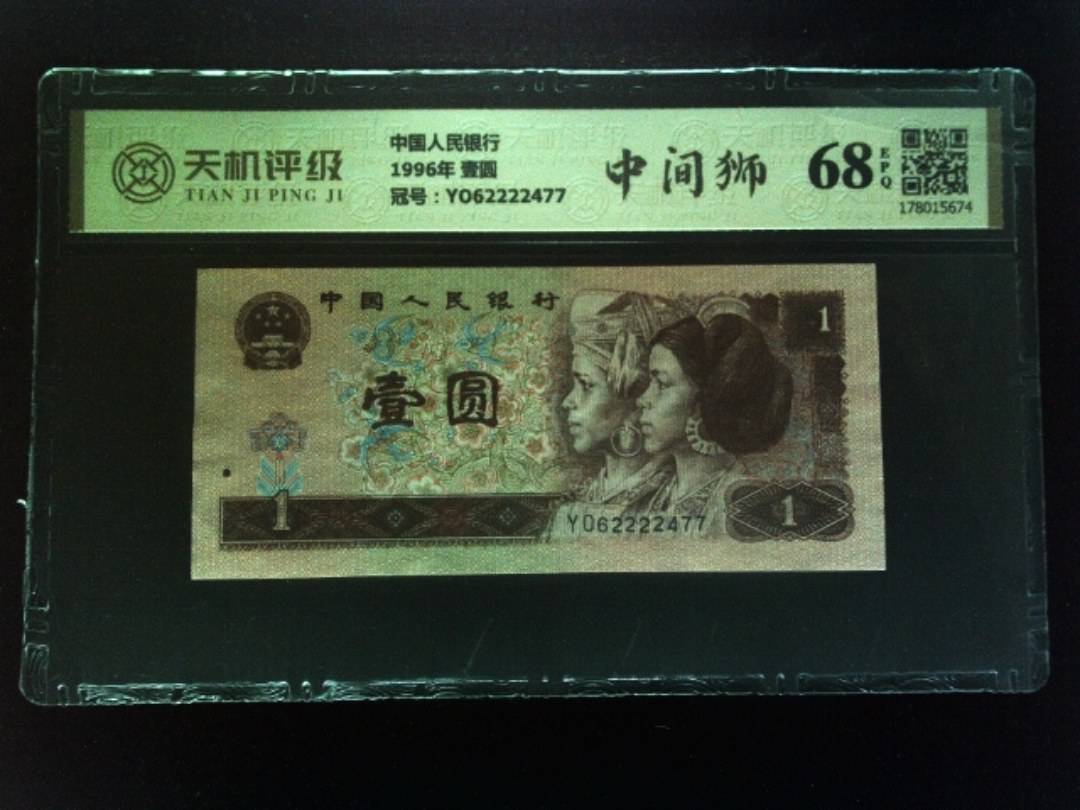 天机评级
TIAN JI PING JI
中国人民银行
1996年 壹圆
冠号：YO62222477
中间狮
68
EPQ
178015674
中国人民银行
1
壹圆
1
YO62222477
1